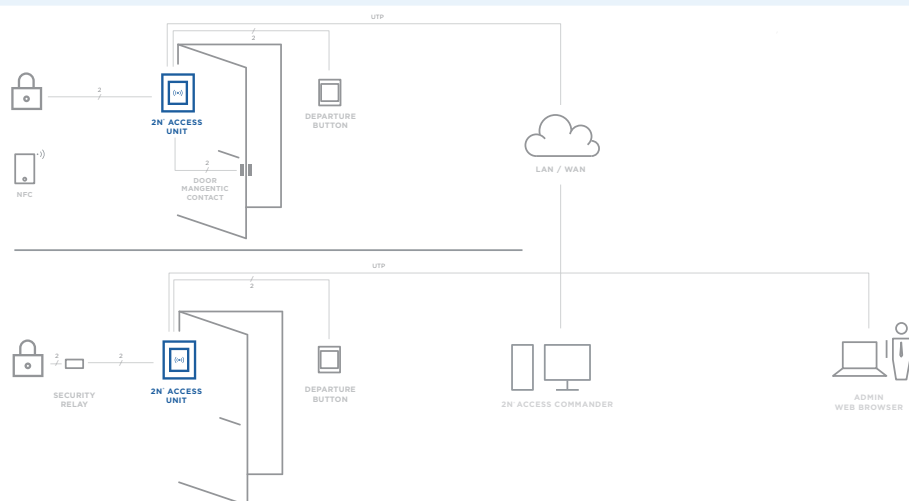 UTP
2
2
2N° ACCESS
UNIT
DEPARTURE
BUTTON
2
NFC
DOOR
MANGENTIC
CONTACT
LAN / WAN
UTP
2
2
2
2N° ACCESS
UNIT
SECURITY
RELAY
DEPARTURE
BUTTON
2N° ACCESS COMMANDER
ADMIN
WEB BROWSER